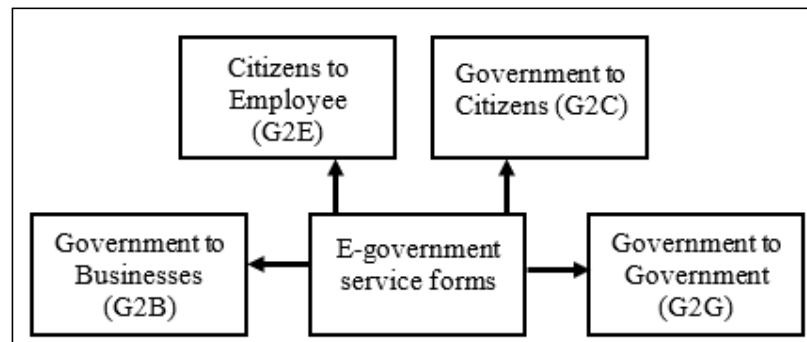 Citizens to
Employee
(G2E)
Government to
Citizens (G2C)
Government to
Businesses
(G2B)
E-government
service forms
Government to
Government
(G2G)